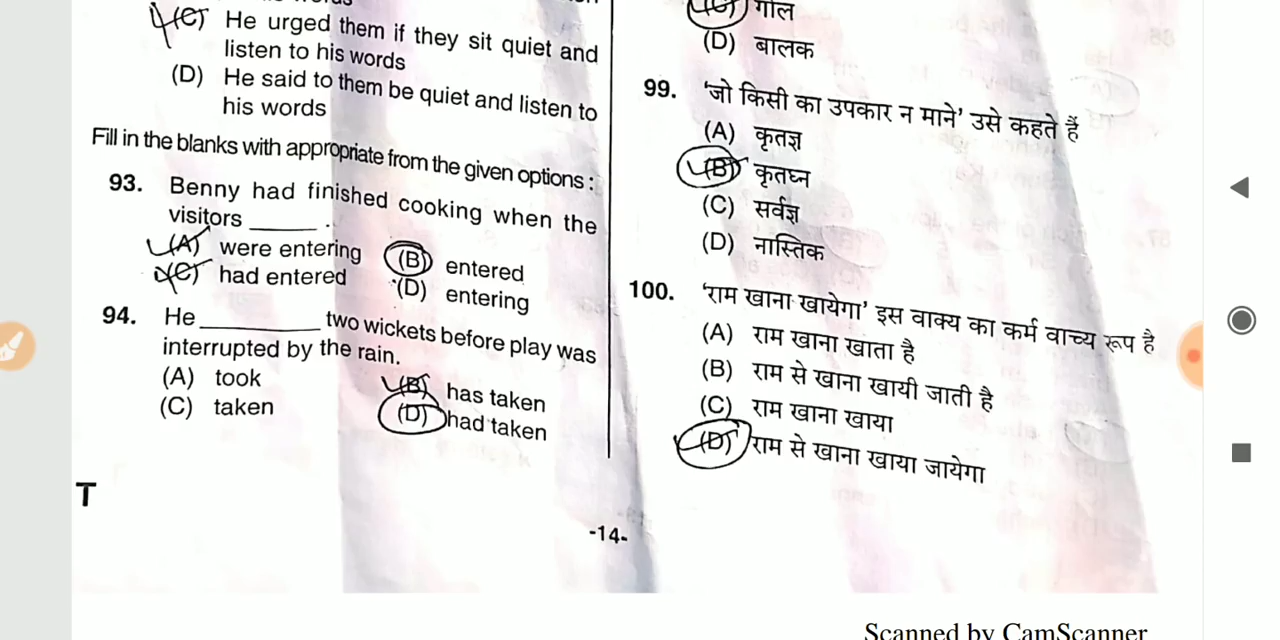 (C) He urged them if they sit quiet and
listen to his words
(D) He said to them be quiet and listen to
his words
Fill in the blanks with appropriate from the given options :
93. Benny had finished cooking when the
visitors ______ .
(A) were entering (B) entered
(C) had entered (D) entering
94. He __________ two wickets before play was
interrupted by the rain.
(A) took (B) has taken
(C) taken (D) had taken
T
(C) गोल
(D) बालक
99. ‘जो किसी का उपकार न माने’ उसे कहते हैं
(A) कृतज्ञ
(B) कृतघ्न
(C) सर्वज्ञ
(D) नास्तिक
100. ‘राम खाना खायेगा’ इस वाक्य का कर्म वाच्य रूप है
(A) राम खाना खाता है
(B) राम से खाना खायी जाती है
(C) राम खाना खाया
(D) राम से खाना खाया जायेगा
-14-
Scanned by CamScanner